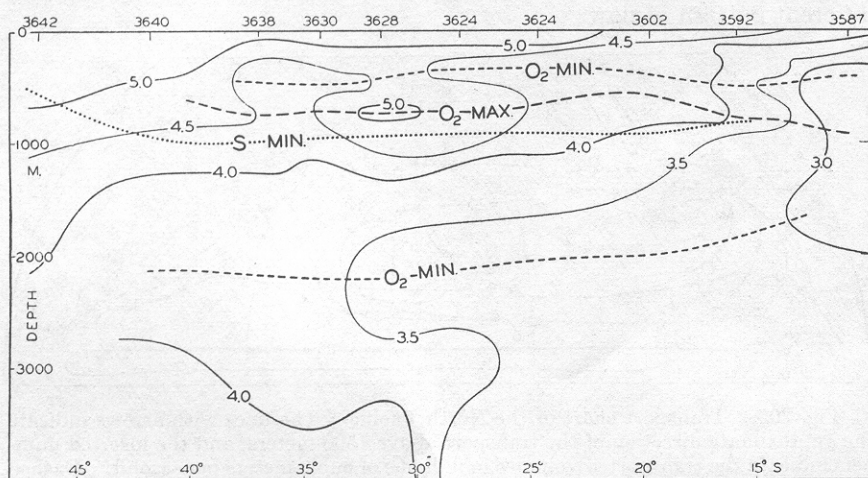 3642 3640 3638 3630 3628 3624 3624 3602 3592 3587
0
5.0 4.5
5.0
O₂-MIN.
5.0
O₂-MAX.
4.5
1000
S MIN.
M.
4.0
3.5
3.0
4.0
2000
O₂-MIN.
DEPTH
3.5
3000
4.0
45° 40° 35° 30° 25° 20° 15° S